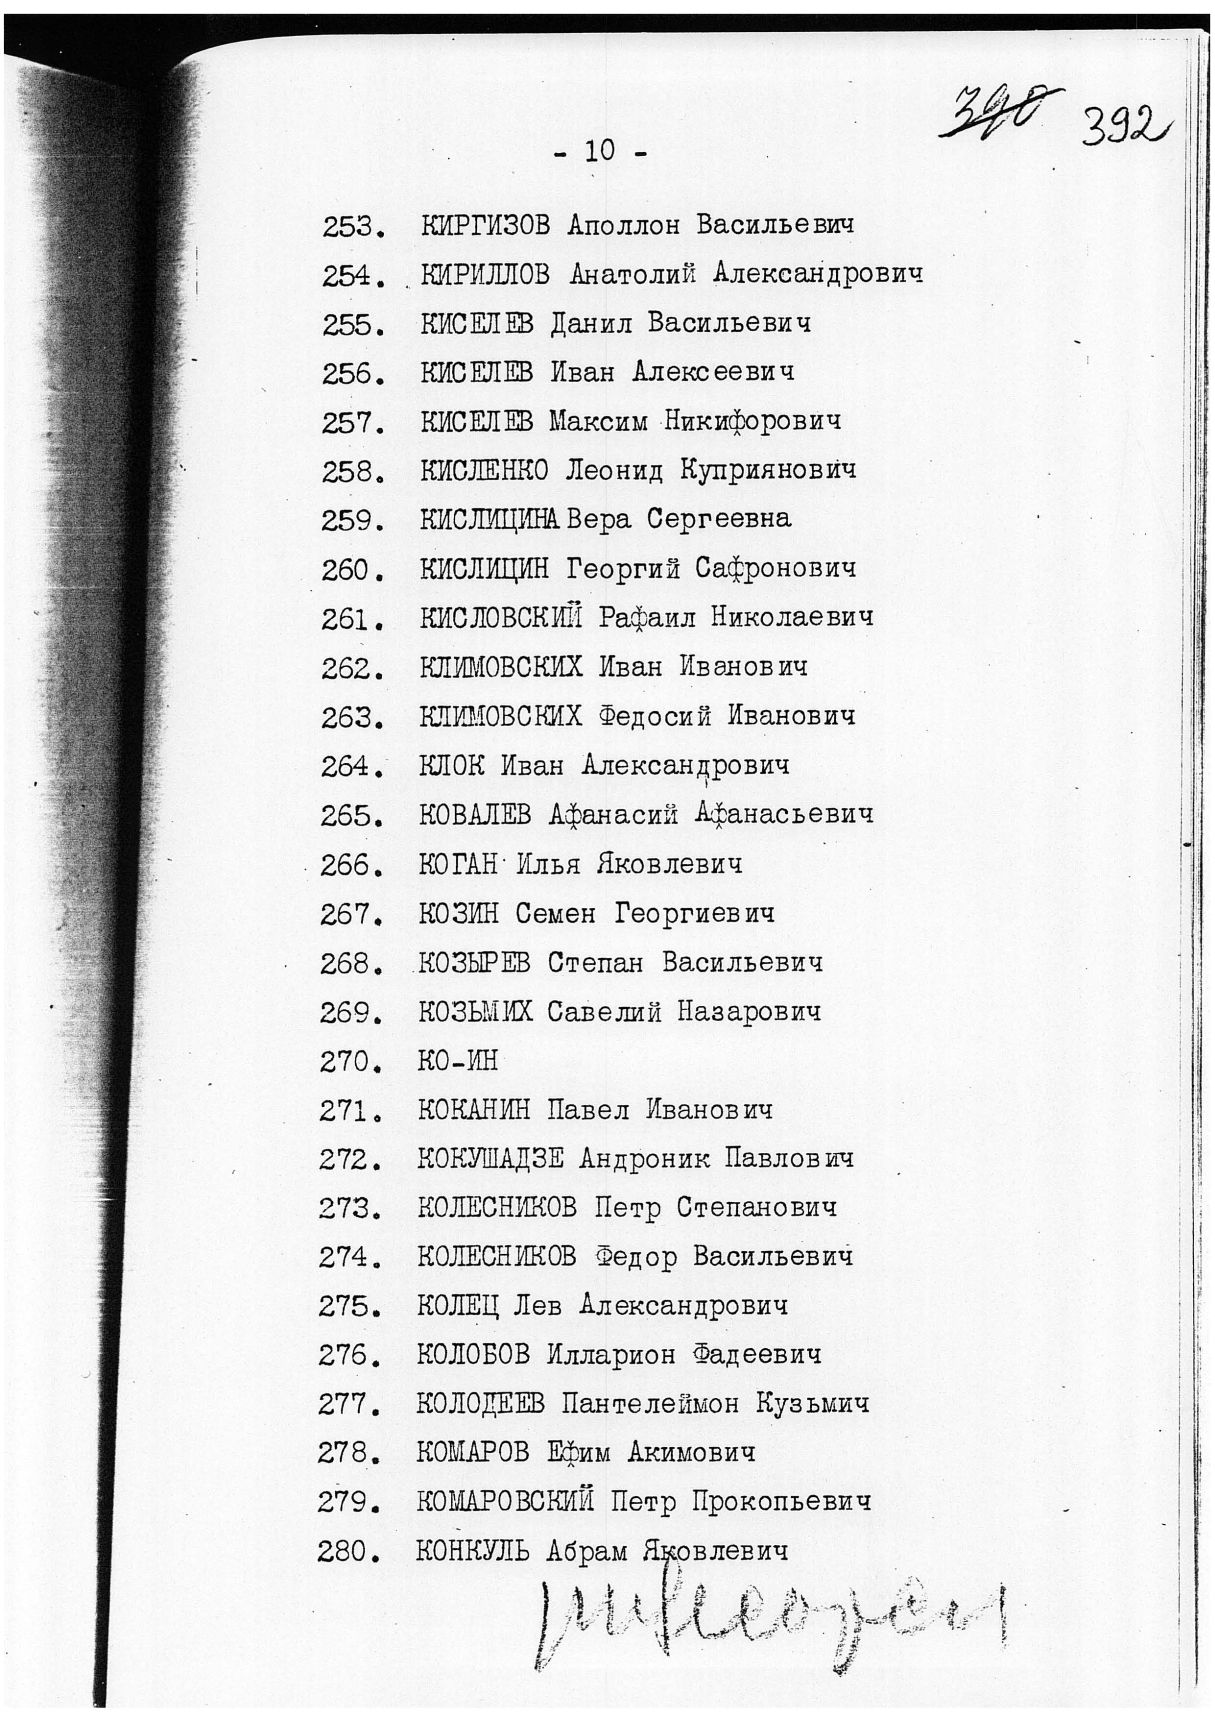 390 392
- 10 -
253. КИРГИЗОВ Аполлон Васильевич
254. КИРИЛЛОВ Анатолий Александрович
255. КИСЕЛЕВ Данил Васильевич
256. КИСЕЛЕВ Иван Алексеевич
257. КИСЕЛЕВ Максим Никифорович
258. КИСЛЕНКО Леонид Куприянович
259. КИСЛИЦИНА Вера Сергеевна
260. КИСЛИЦИН Георгий Сафронович
261. КИСЛОВСКИЙ Рафаил Николаевич
262. КЛИМОВСКИХ Иван Иванович
263. КЛИМОВСКИХ Федосий Иванович
264. КЛОК Иван Александрович
265. КОВАЛЕВ Афанасий Афанасьевич
266. КОГАН Илья Яковлевич
267. КОЗИН Семен Георгиевич
268. КОЗЫРЕВ Степан Васильевич
269. КОЗЬМИХ Савелий Назарович
270. КО-ИН
271. КОКАНИН Павел Иванович
272. КОКУШАДЗЕ Андроник Павлович
273. КОЛЕСНИКОВ Петр Степанович
274. КОЛЕСНИКОВ Федор Васильевич
275. КОЛЕЦ Лев Александрович
276. КОЛОБОВ Илларион Фадеевич
277. КОЛОДЕЕВ Пантелеймон Кузьмич
278. КОМАРОВ Ефим Акимович
279. КОМАРОВСКИЙ Петр Прокопьевич
280. КОНКУЛЬ Абрам Яковлевич